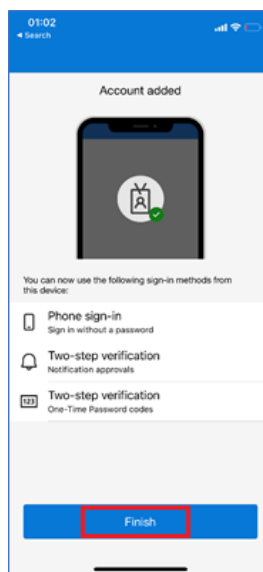 01:02
Search
Account added
You can now use the following sign-in methods from
this device:
Phone sign-in
Sign in without a password
Two-step verification
Notification approvals
123
Two-step verification
One-Time Password codes
Finish